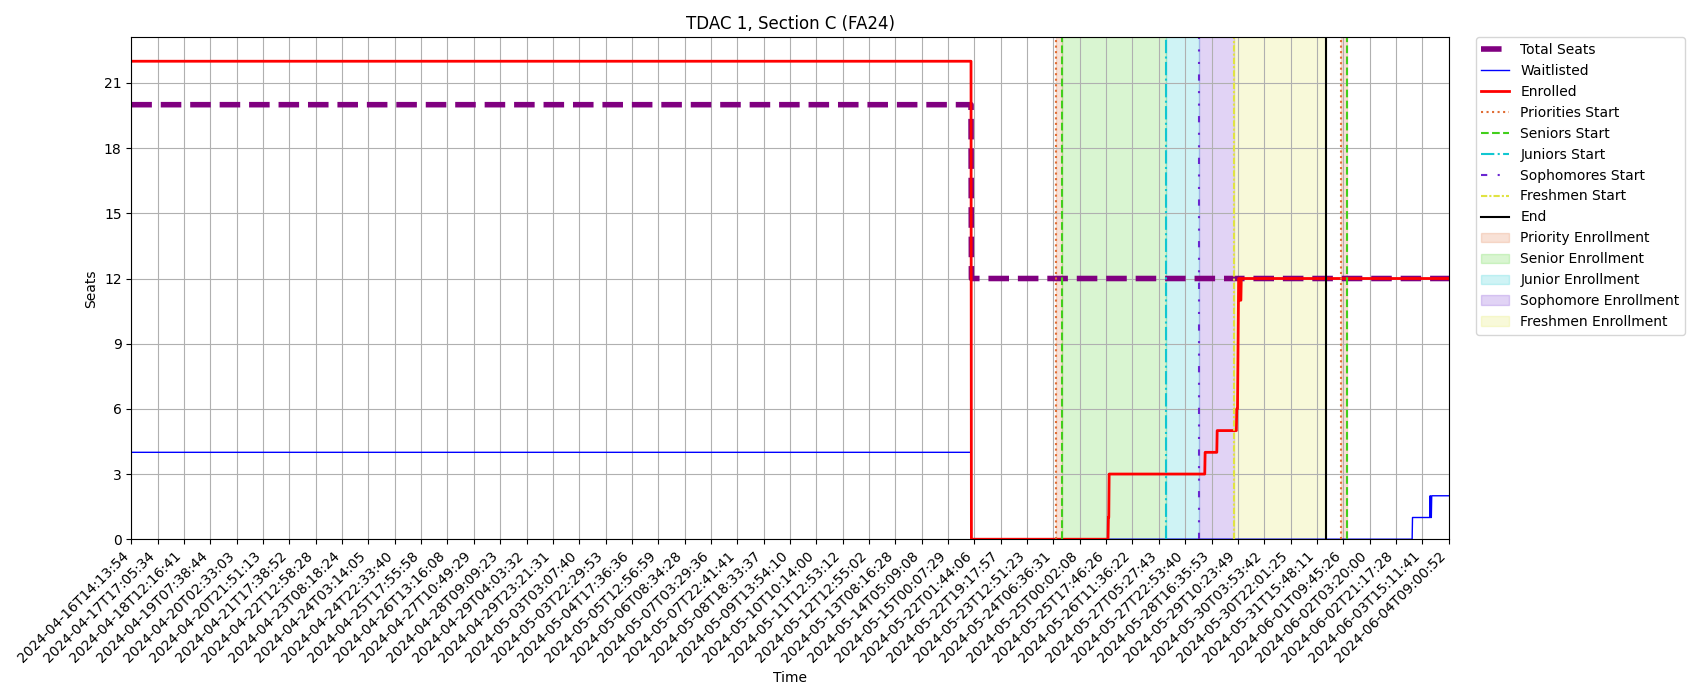 TDAC 1, Section C (FA24)
Seats
21
18
15
12
9
6
3
0
2024-04-16T14:13:54
2024-04-17T17:05:34
2024-04-18T12:16:41
2024-04-19T07:38:44
2024-04-20T02:33:03
2024-04-20T21:51:13
2024-04-21T17:38:52
2024-04-22T12:58:28
2024-04-23T08:18:24
2024-04-24T03:14:05
2024-04-24T22:33:40
2024-04-25T17:55:58
2024-04-26T13:16:08
2024-04-27T10:49:29
2024-04-28T09:09:23
2024-04-29T04:03:32
2024-04-29T23:21:31
2024-05-03T03:07:40
2024-05-03T22:29:53
2024-05-04T17:36:36
2024-05-05T12:56:59
2024-05-06T08:34:28
2024-05-07T03:29:36
2024-05-07T22:41:41
2024-05-08T18:33:37
2024-05-09T13:54:10
2024-05-10T10:14:00
2024-05-11T12:53:12
2024-05-12T12:55:02
2024-05-13T08:16:28
2024-05-14T15:09:08
2024-05-15T00:07:29
2024-05-22T01:44:06
2024-05-22T19:17:57
2024-05-23T12:51:23
2024-05-24T06:36:31
2024-05-25T00:02:08
2024-05-25T17:46:26
2024-05-26T11:36:22
2024-05-27T05:27:43
2024-05-27T22:53:40
2024-05-28T16:35:53
2024-05-29T10:23:49
2024-05-30T03:53:42
2024-05-30T22:01:25
2024-05-31T15:48:11
2024-06-01T09:45:26
2024-06-02T03:20:00
2024-06-02T21:17:28
2024-06-03T15:11:41
2024-06-04T09:00:52
Time
Total Seats
Waitlisted
Enrolled
Priorities Start
Seniors Start
Juniors Start
Sophomores Start
Freshmen Start
End
Priority Enrollment
Senior Enrollment
Junior Enrollment
Sophomore Enrollment
Freshmen Enrollment